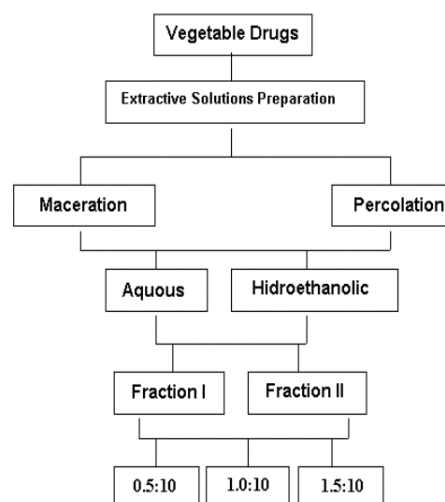 Vegetable Drugs
Extractive Solutions Preparation
Maceration
Percolation
Aquous
Hidroethanolic
Fraction I
Fraction II
0.5:10
1.0:10
1.5:10